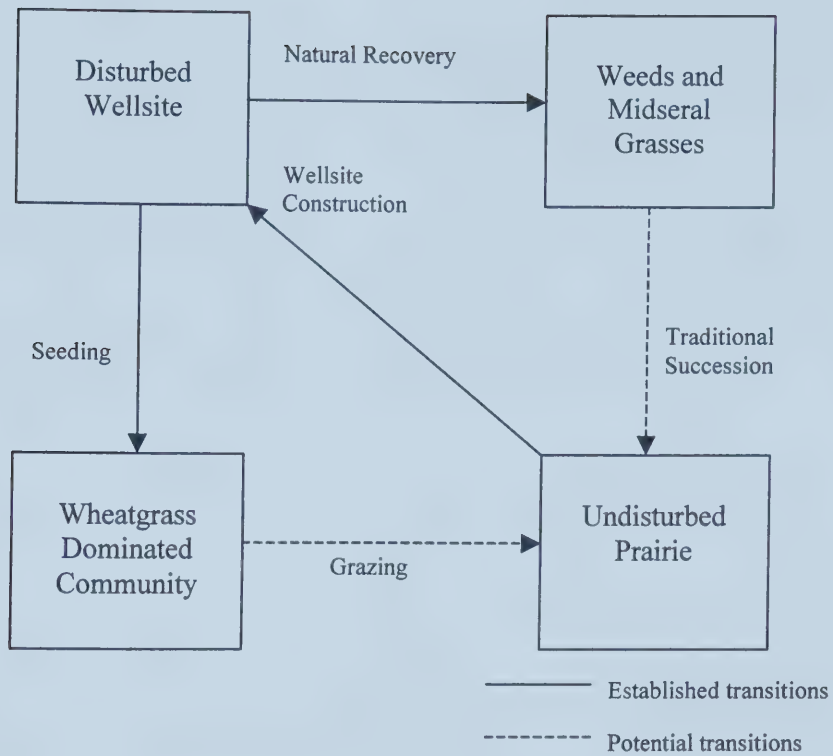 Disturbed
Wellsite
Natural Recovery
Weeds and
Midseral
Grasses
Wellsite
Construction
Seeding
Traditional
Succession
Wheatgrass
Dominated
Community
Grazing
Undisturbed
Prairie
Established transitions
Potential transitions